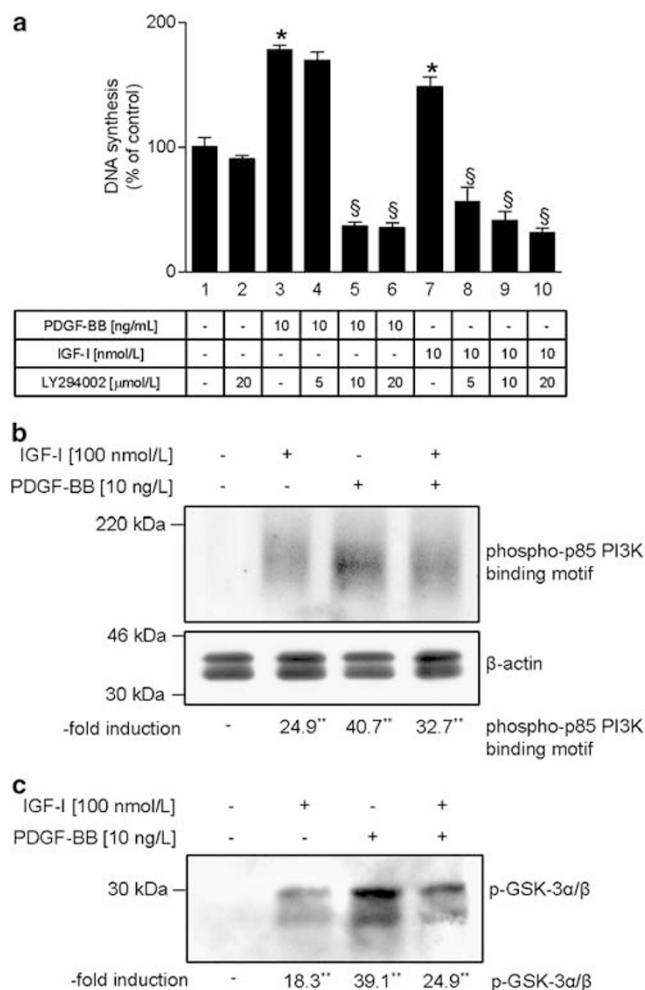 a
200
100
0
DNA synthesis
(% of control)
* * § § § § §
1 2 3 4 5 6 7 8 9 10
PDGF-BB [ng/mL] - - 10 10 10 10 - - - -
IGF-I [nmol/L] - - - - - - 10 10 10 10
LY294002 [μmol/L] - 20 - 5 10 20 - 5 10 20
b
IGF-I [100 nmol/L] - + - +
PDGF-BB [10 ng/L] - - + +
220 kDa
phospho-p85 PI3K
binding motif
46 kDa
β-actin
30 kDa
-fold induction - 24.9** 40.7** 32.7** phospho-p85 PI3K
binding motif
c
IGF-I [100 nmol/L] - + - +
PDGF-BB [10 ng/L] - - + +
30 kDa
p-GSK-3α/β
-fold induction - 18.3** 39.1** 24.9** p-GSK-3α/β